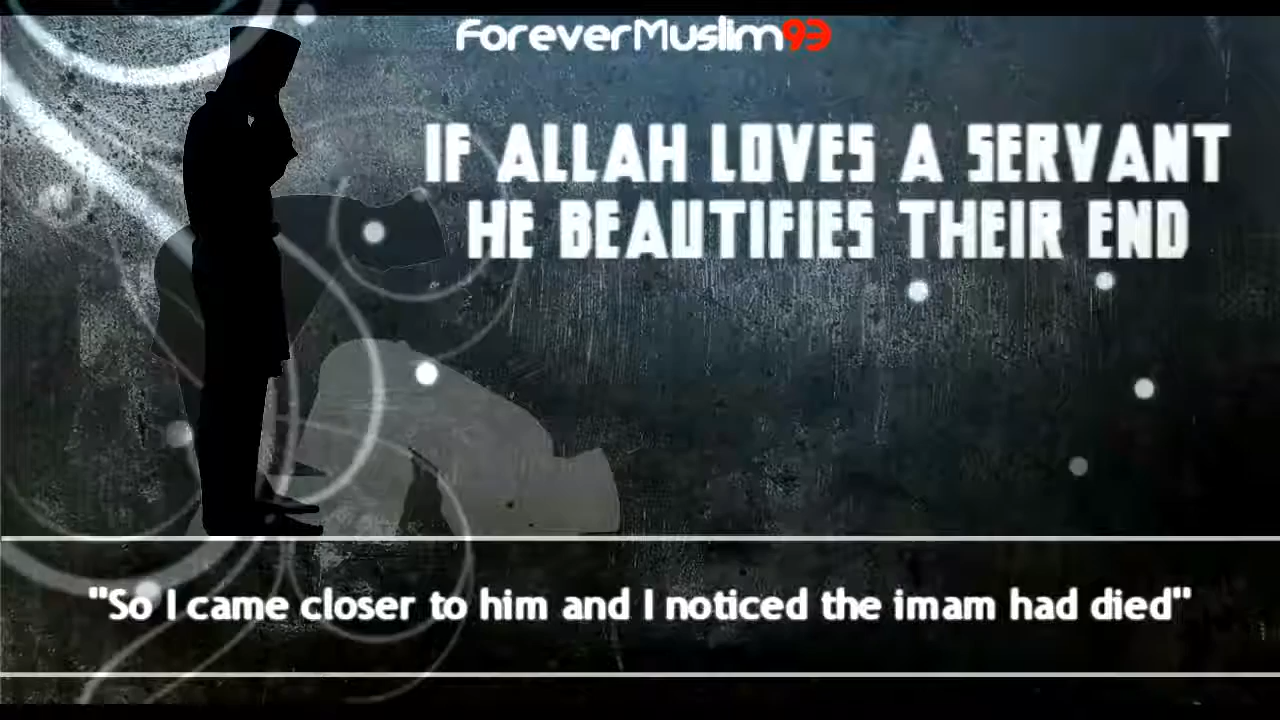 ForeverMuslim93
IF ALLAH LOVES A SERVANT
HE BEAUTIFIES THEIR END
"So I came closer to him and I noticed the imam had died"